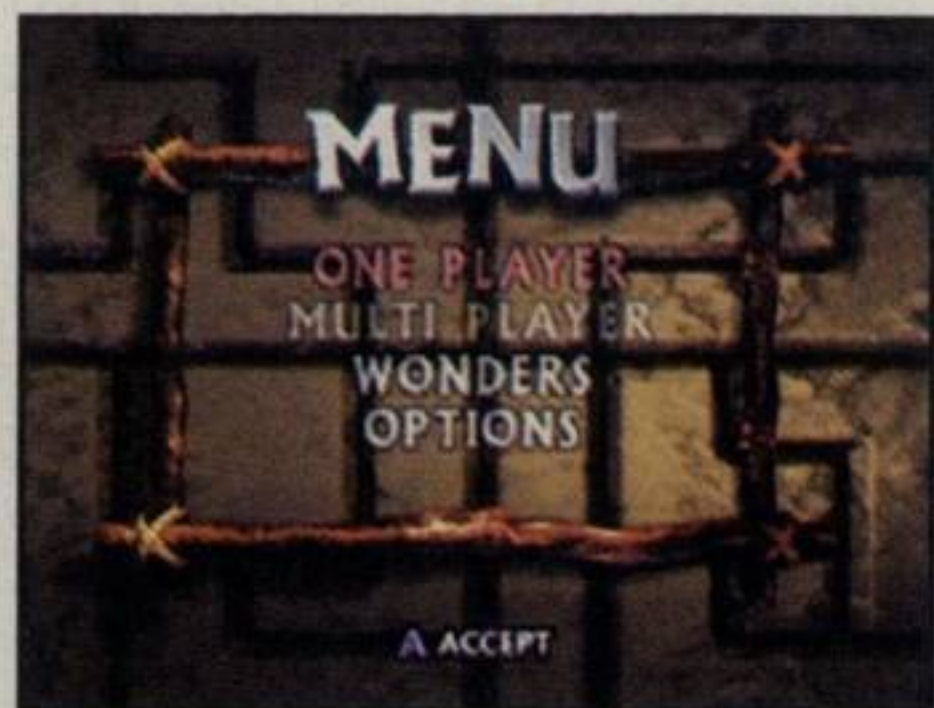 MENU
ONE PLAYER
MULTI PLAYER
WONDERS
OPTIONS
A ACCEPT